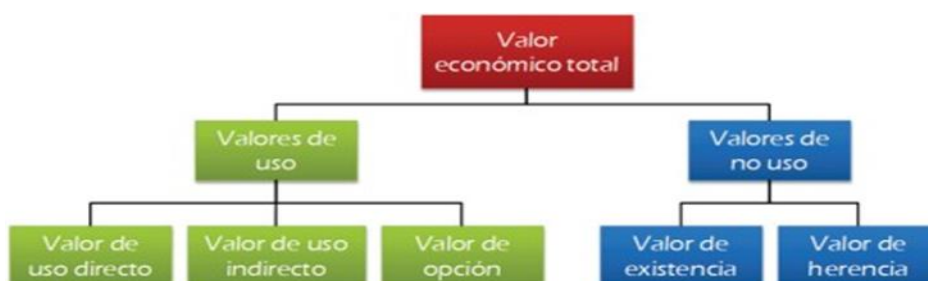 Valor
económico total
Valores de
uso
Valores de
no uso
Valor de
uso directo
Valor de uso
indirecto
Valor de
opción
Valor de
existencia
Valor de
herencia